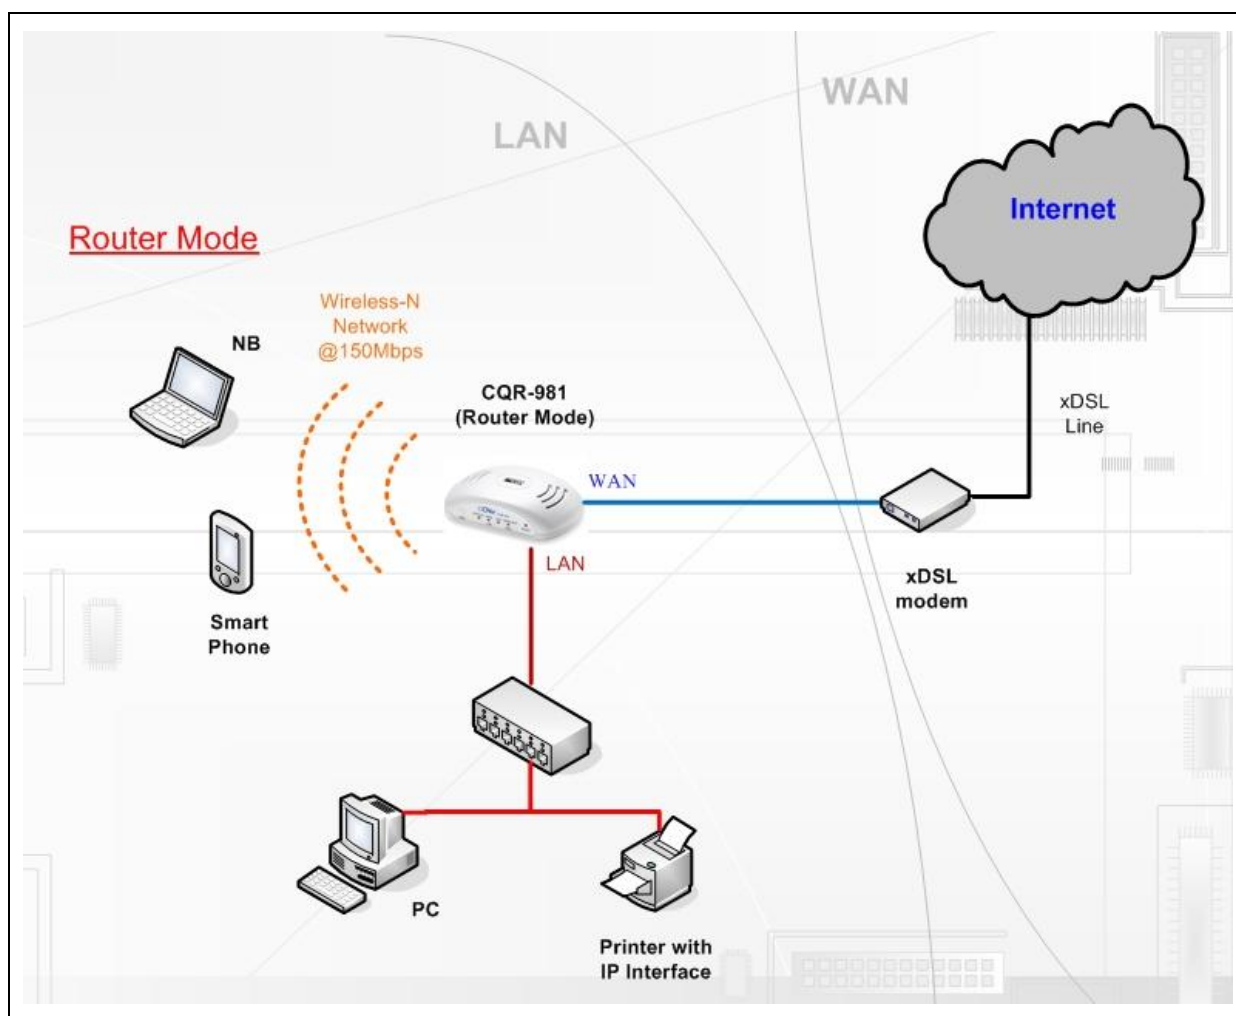 WAN
LAN
Internet
Router Mode
Wireless-N
Network
@150Mbps
NB
CQR-981
(Router Mode)
xDSL
Line
WAN
LAN
xDSL
modem
Smart
Phone
PC
Printer with
IP Interface